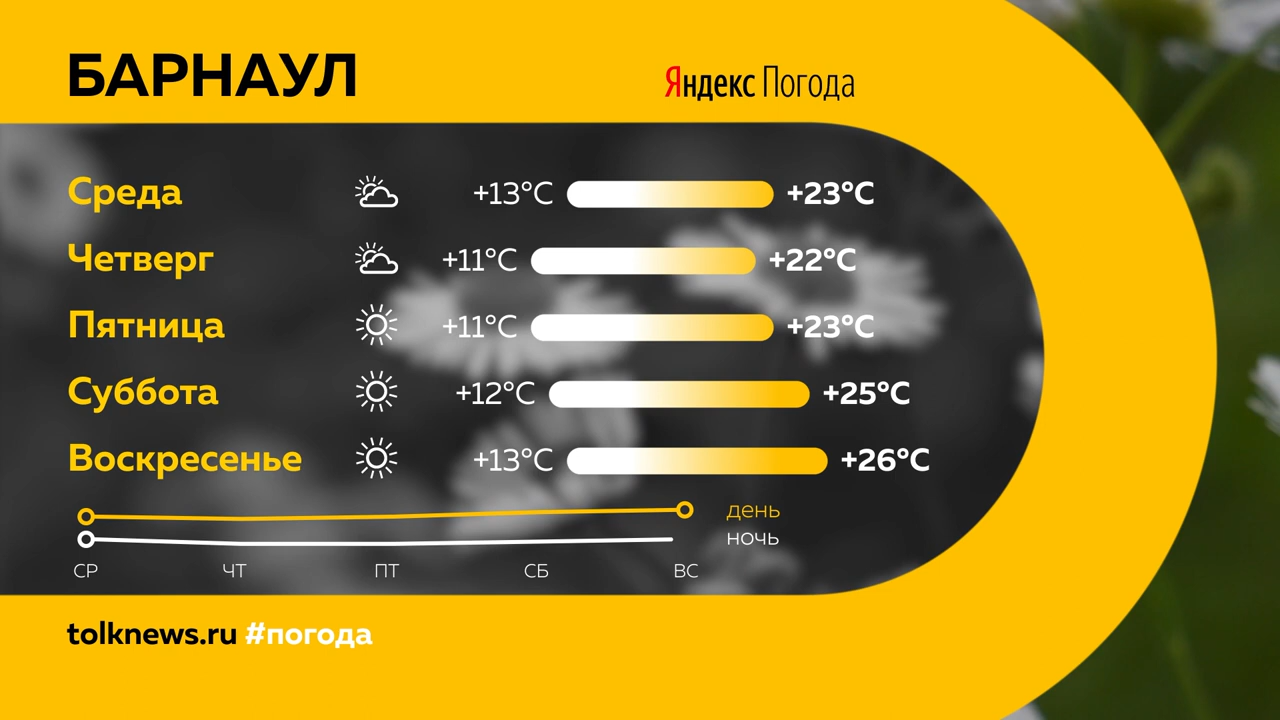 БАРНАУЛ
Яндекс Погода
Среда +13°C +23°C
Четверг +11°C +22°C
Пятница +11°C +23°C
Суббота +12°C +25°C
Воскресенье +13°C +26°C
день
ночь
СР ЧТ ПТ СБ ВС
tolknews.ru #погода